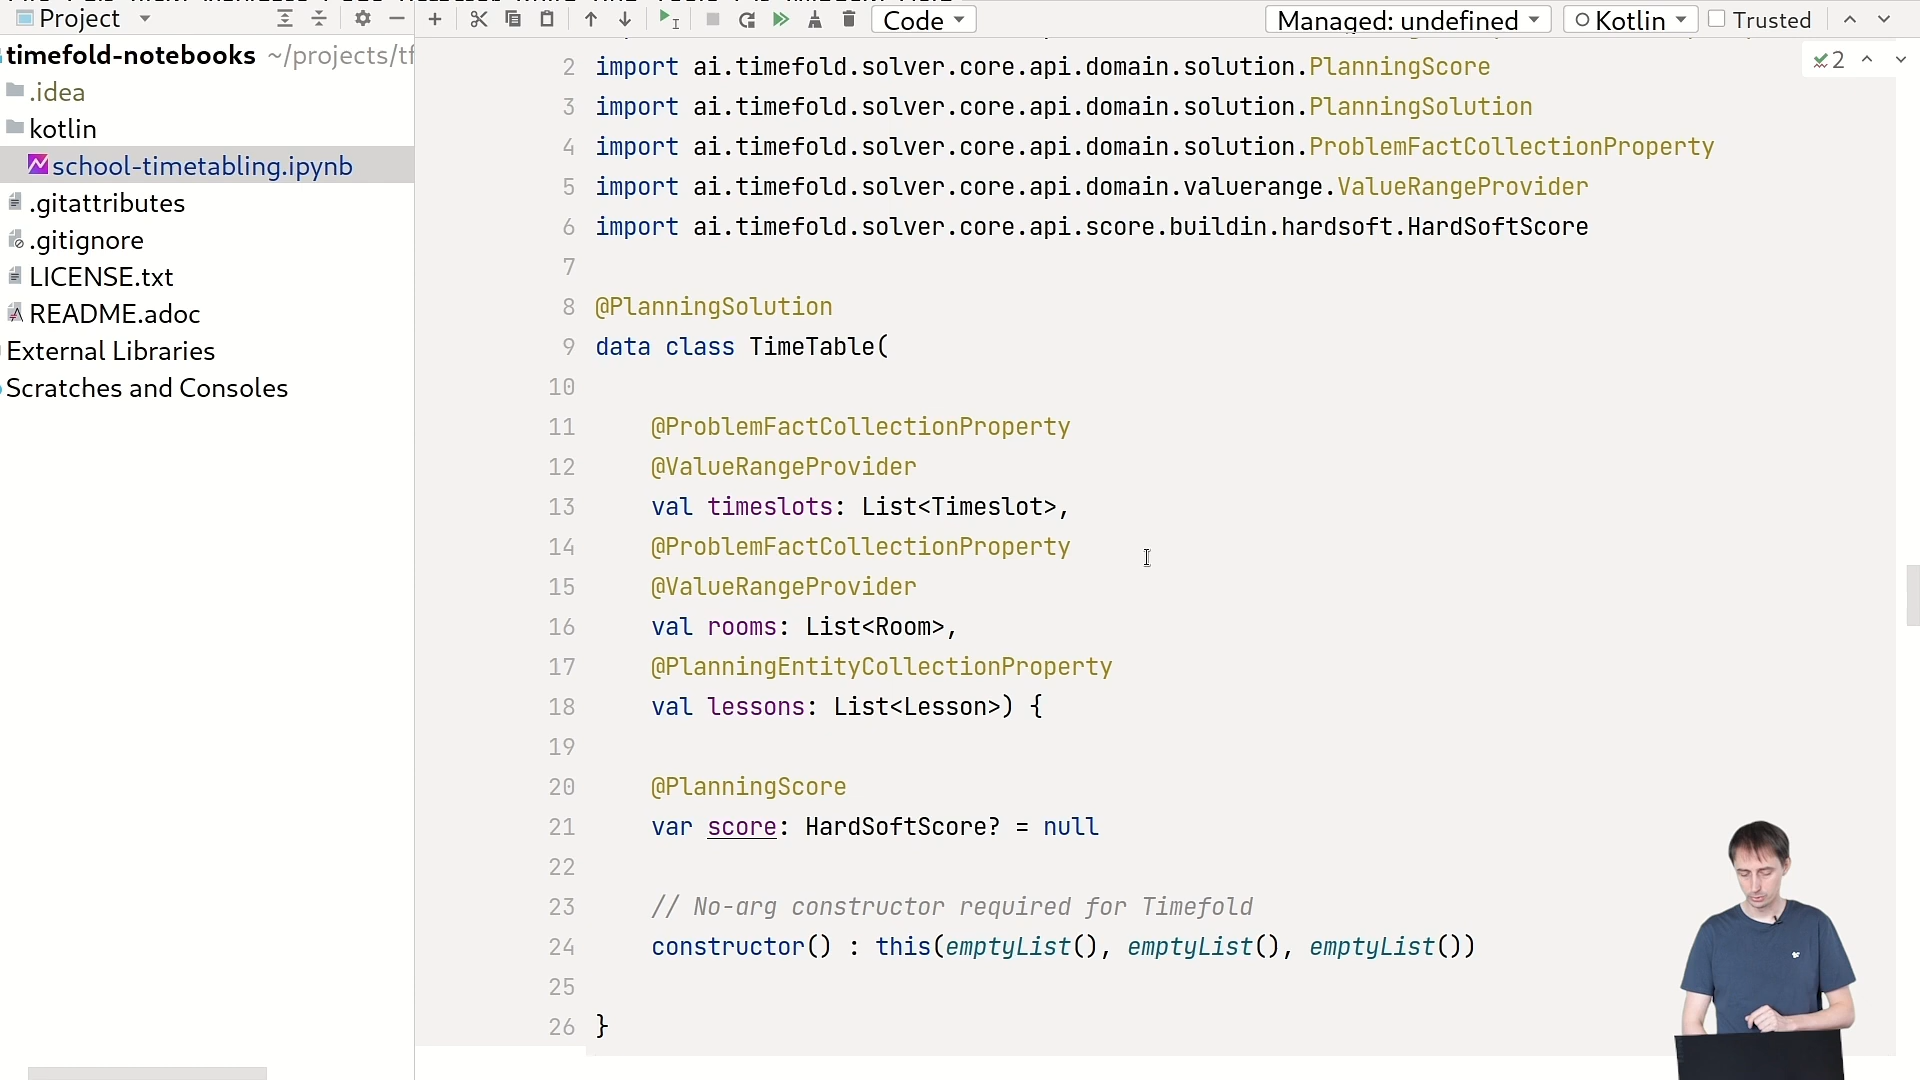 Project
Code
Managed: undefined
Kotlin
Trusted
timefold-notebooks ~/projects/tf
.idea
kotlin
school-timetabling.ipynb
.gitattributes
.gitignore
LICENSE.txt
README.adoc
External Libraries
Scratches and Consoles
2
2 import ai.timefold.solver.core.api.domain.solution.PlanningScore
3 import ai.timefold.solver.core.api.domain.solution.PlanningSolution
4 import ai.timefold.solver.core.api.domain.solution.ProblemFactCollectionProperty
5 import ai.timefold.solver.core.api.domain.valuerange.ValueRangeProvider
6 import ai.timefold.solver.core.api.score.buildin.hardsoft.HardSoftScore
7
8 @PlanningSolution
9 data class TimeTable(
10
11 @ProblemFactCollectionProperty
12 @ValueRangeProvider
13 val timeslots: List<Timeslot>,
14 @ProblemFactCollectionProperty
15 @ValueRangeProvider
16 val rooms: List<Room>,
17 @PlanningEntityCollectionProperty
18 val lessons: List<Lesson>) {
19
20 @PlanningScore
21 var score: HardSoftScore? = null
22
23 // No-arg constructor required for Timefold
24 constructor() : this(emptyList(), emptyList(), emptyList())
25
26 }